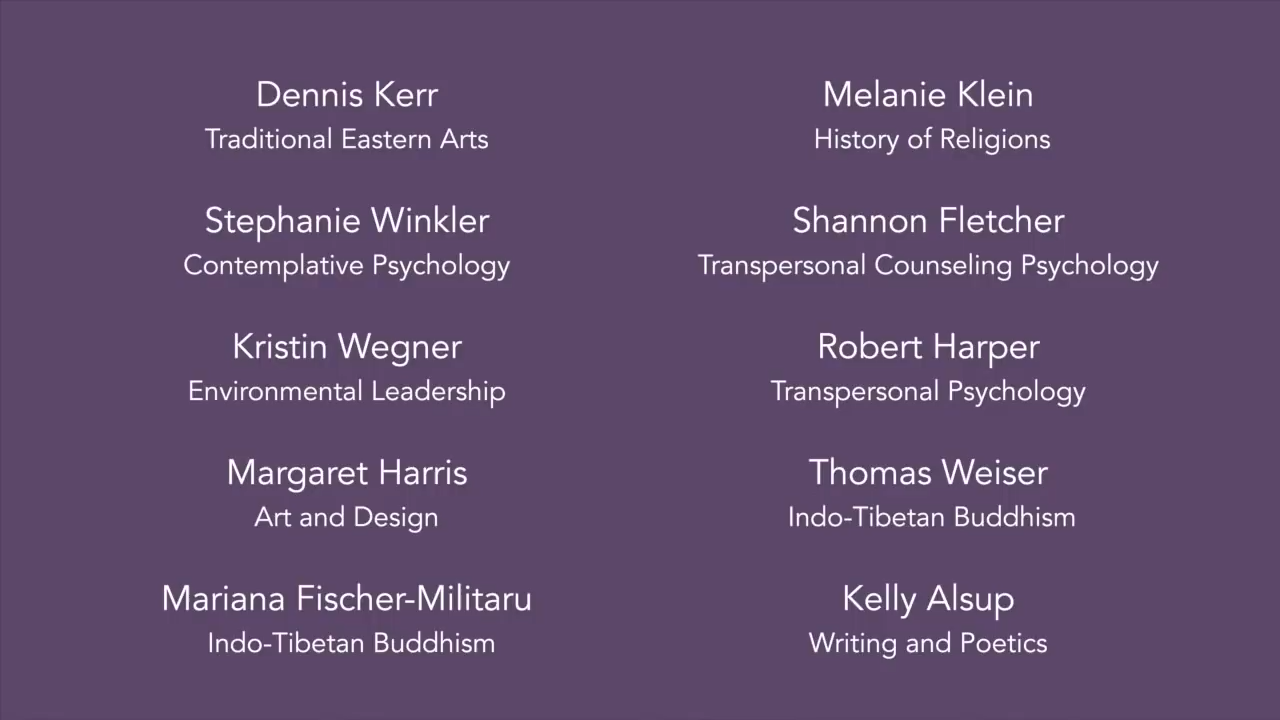 Dennis Kerr
Traditional Eastern Arts
Melanie Klein
History of Religions
Stephanie Winkler
Contemplative Psychology
Shannon Fletcher
Transpersonal Counseling Psychology
Kristin Wegner
Environmental Leadership
Robert Harper
Transpersonal Psychology
Margaret Harris
Art and Design
Thomas Weiser
Indo-Tibetan Buddhism
Mariana Fischer-Militaru
Indo-Tibetan Buddhism
Kelly Alsup
Writing and Poetics